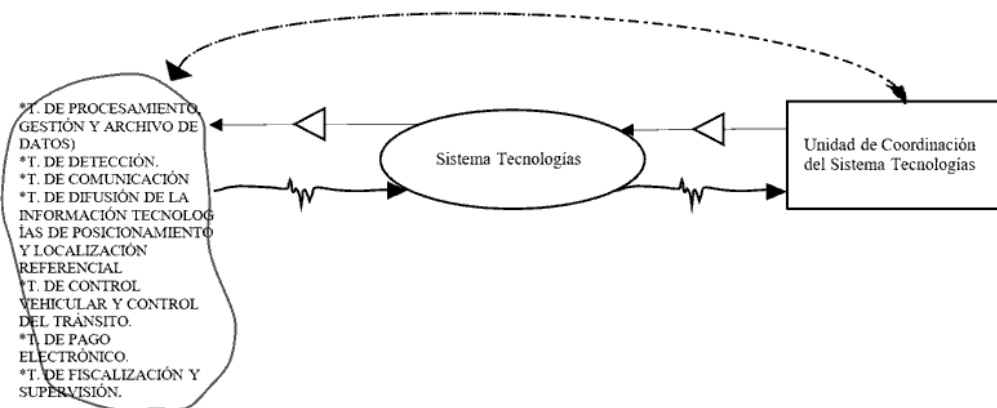 *T. DE PROCESAMIENTO,
GESTIÓN Y ARCHIVO DE
DATOS)
*T. DE DETECCIÓN.
*T. DE COMUNICACIÓN
*T. DE DIFUSIÓN DE LA
INFORMACIÓN TECNOLOG
ÍAS DE POSICIONAMIENTO
Y LOCALIZACIÓN
REFERENCIAL
*T. DE CONTROL
VEHICULAR Y CONTROL
DEL TRÁNSITO.
*T. DE PAGO
ELECTRÓNICO.
*T. DE FISCALIZACIÓN Y
SUPERVISIÓN.
Sistema Tecnologías
Unidad de Coordinación
del Sistema Tecnologías